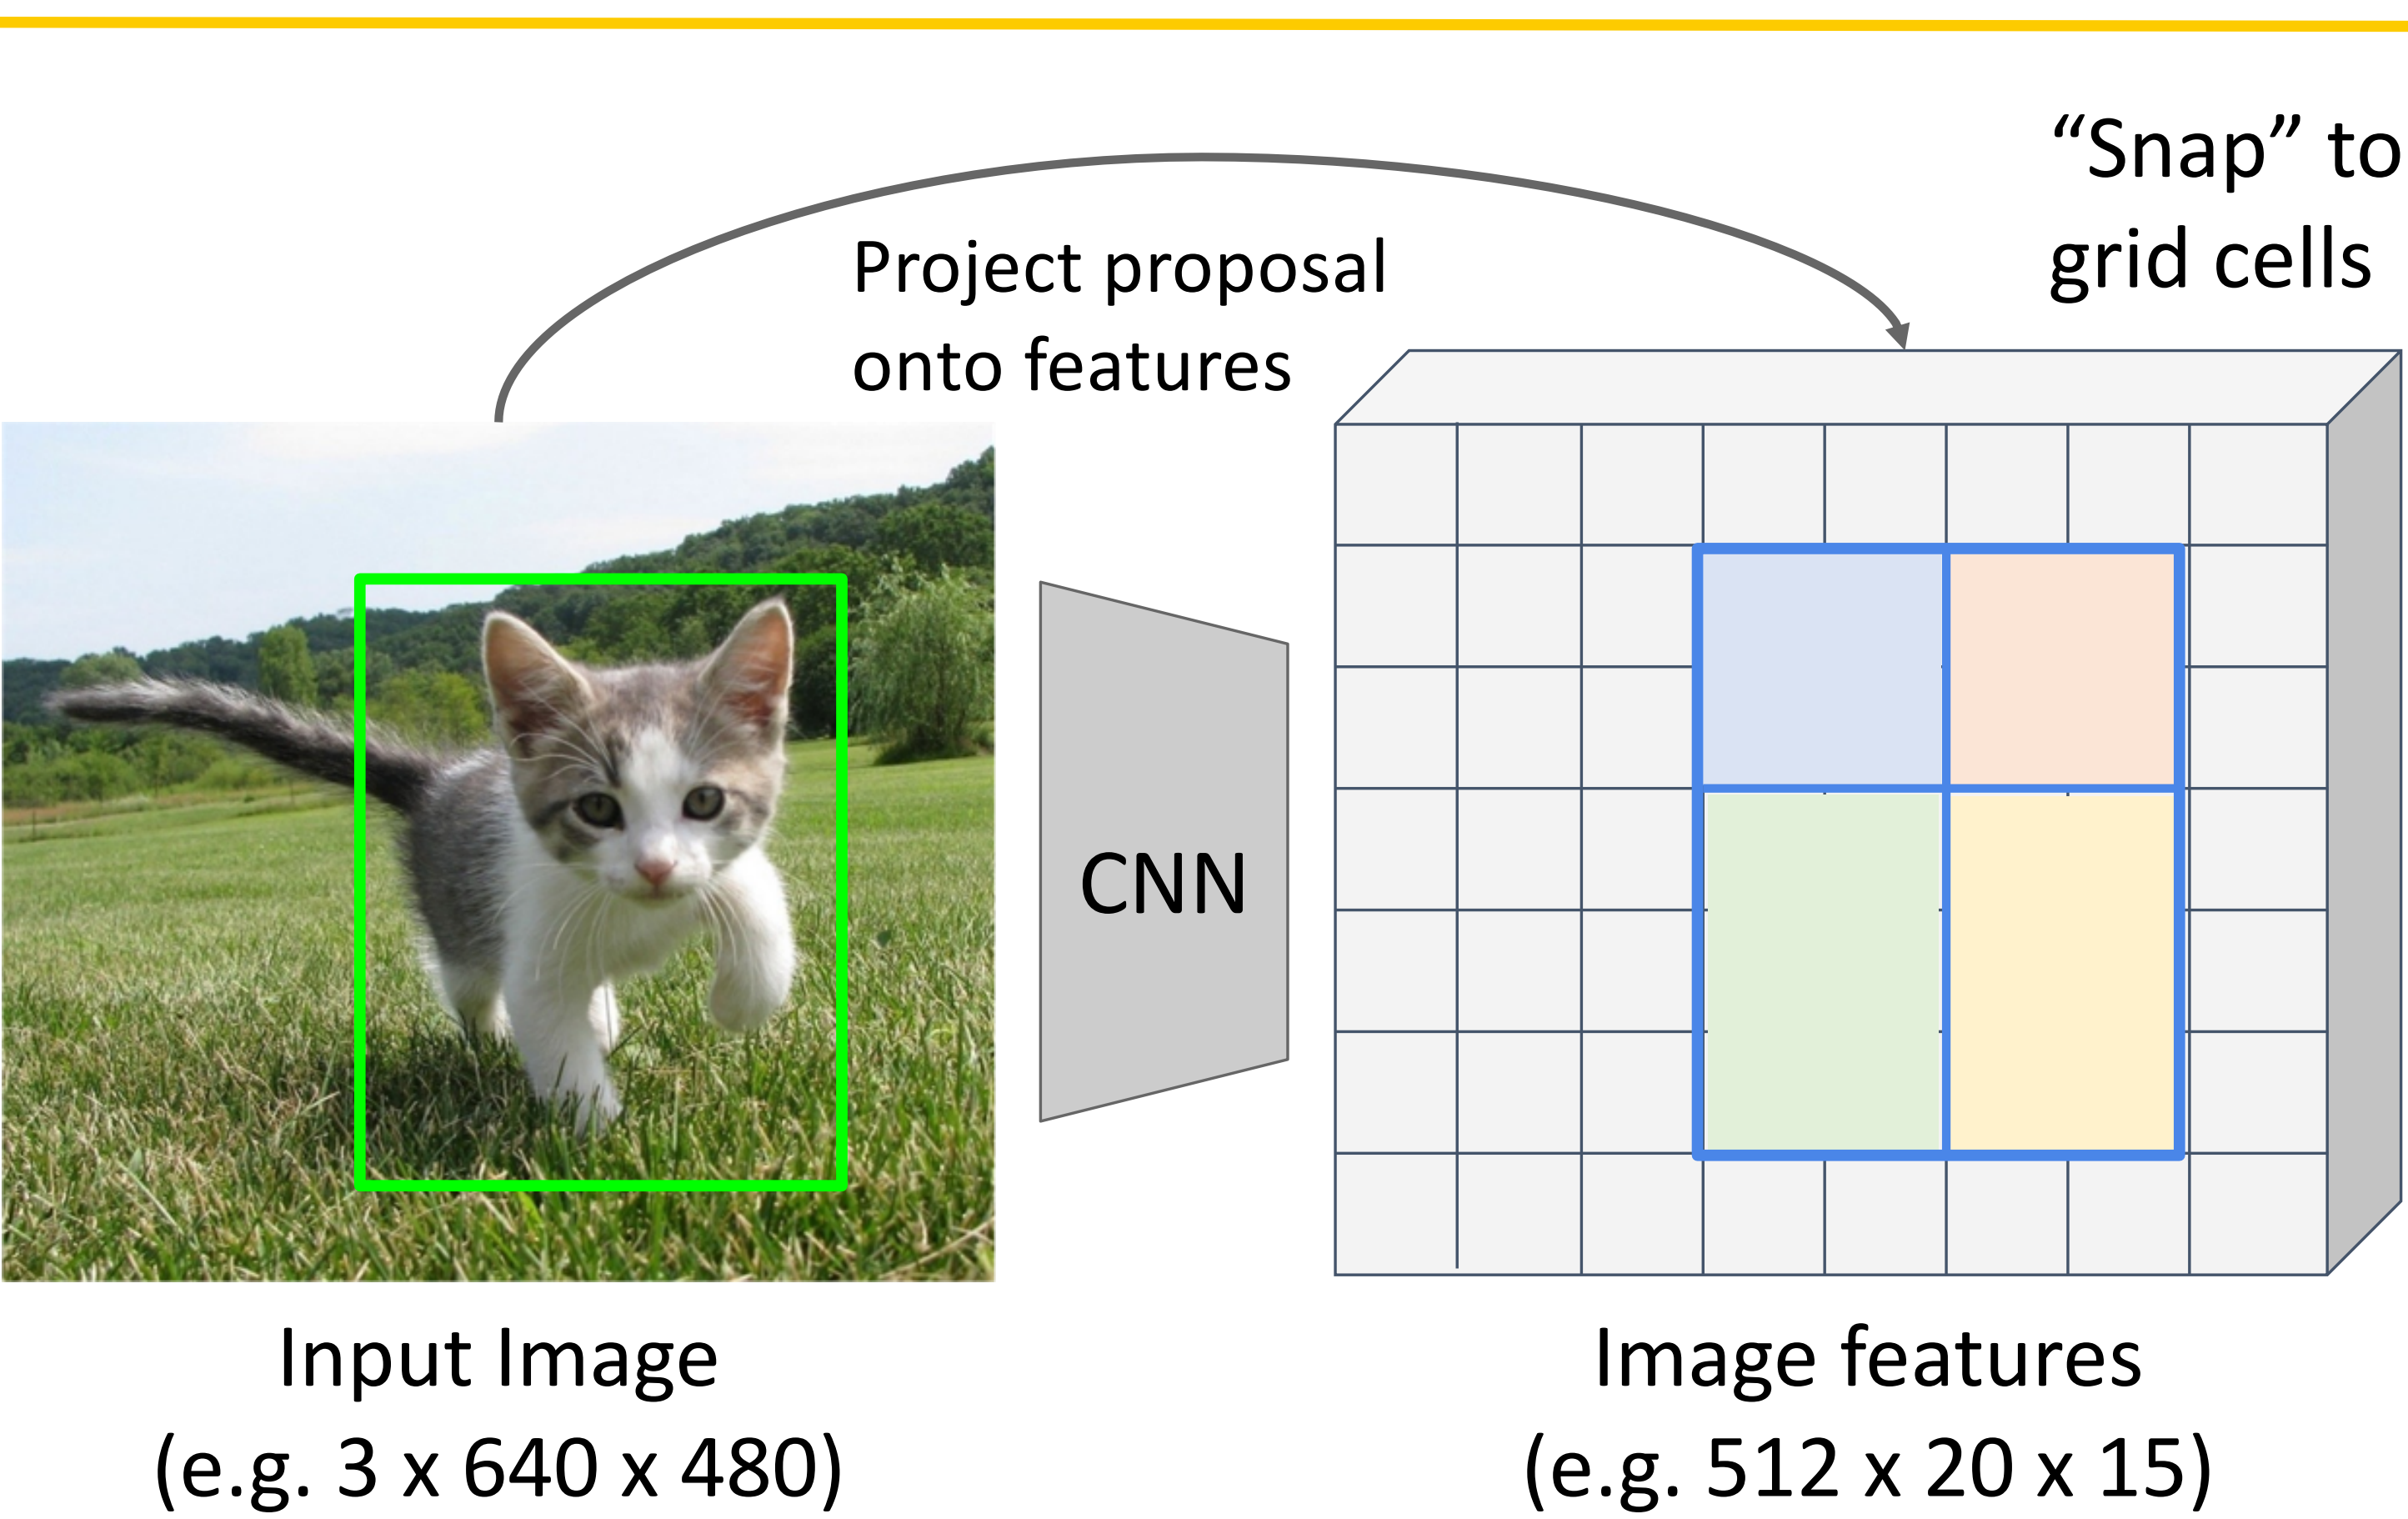 “Snap” to
grid cells
Project proposal
onto features
CNN
Input Image
(e.g. 3 x 640 x 480)
Image features
(e.g. 512 x 20 x 15)